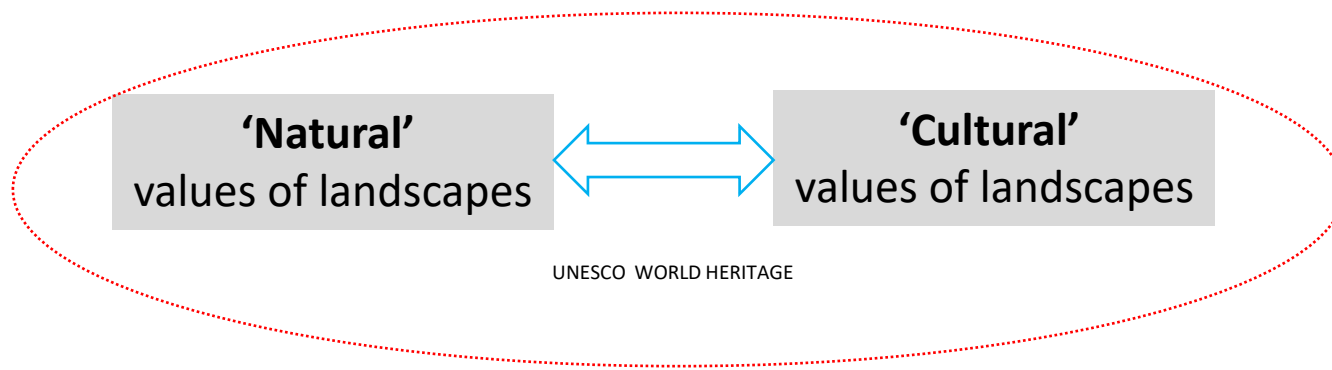 ‘Natural’
values of landscapes
‘Cultural’
values of landscapes
UNESCO  WORLD HERITAGE